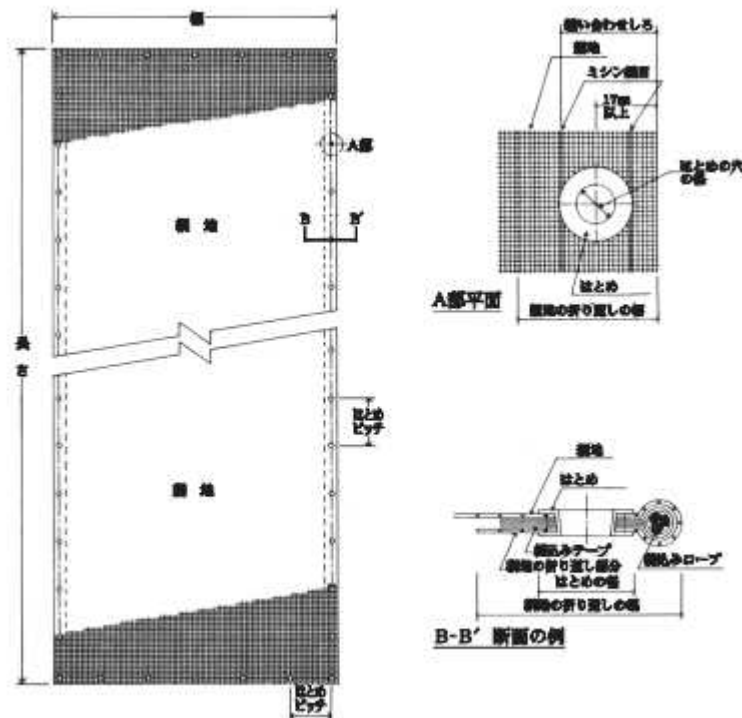 幅
長さ
A部
B B′
網地
網地
はとめ
ピッチ
はとめ
ピッチ
縫い合わせしろ
網地
ミシン縫目
17mm
以上
はとめの穴
の径
はとめ
網地の折り返しの幅
A部平面
網地
はとめ
縫込みテープ
網地の折り返し部分
はとめの幅
縫込みロープ
網地の折り返しの幅
B-B′ 断面の例